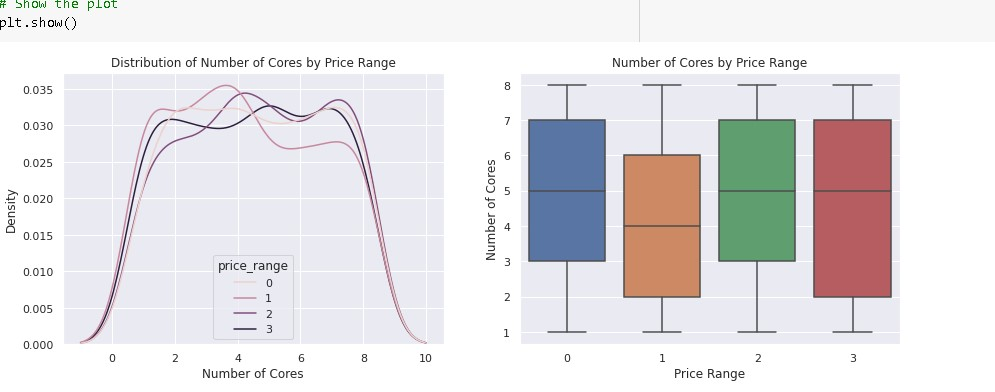 # Show the plot
plt.show()
Distribution of Number of Cores by Price Range
0.035
0.030
0.025
0.020
0.015
0.010
0.005
0.000
Density
price_range
0
1
2
3
0 2 4 6 8 10
Number of Cores
Number of Cores by Price Range
8
7
6
5
4
3
2
1
Number of Cores
0 1 2 3
Price Range